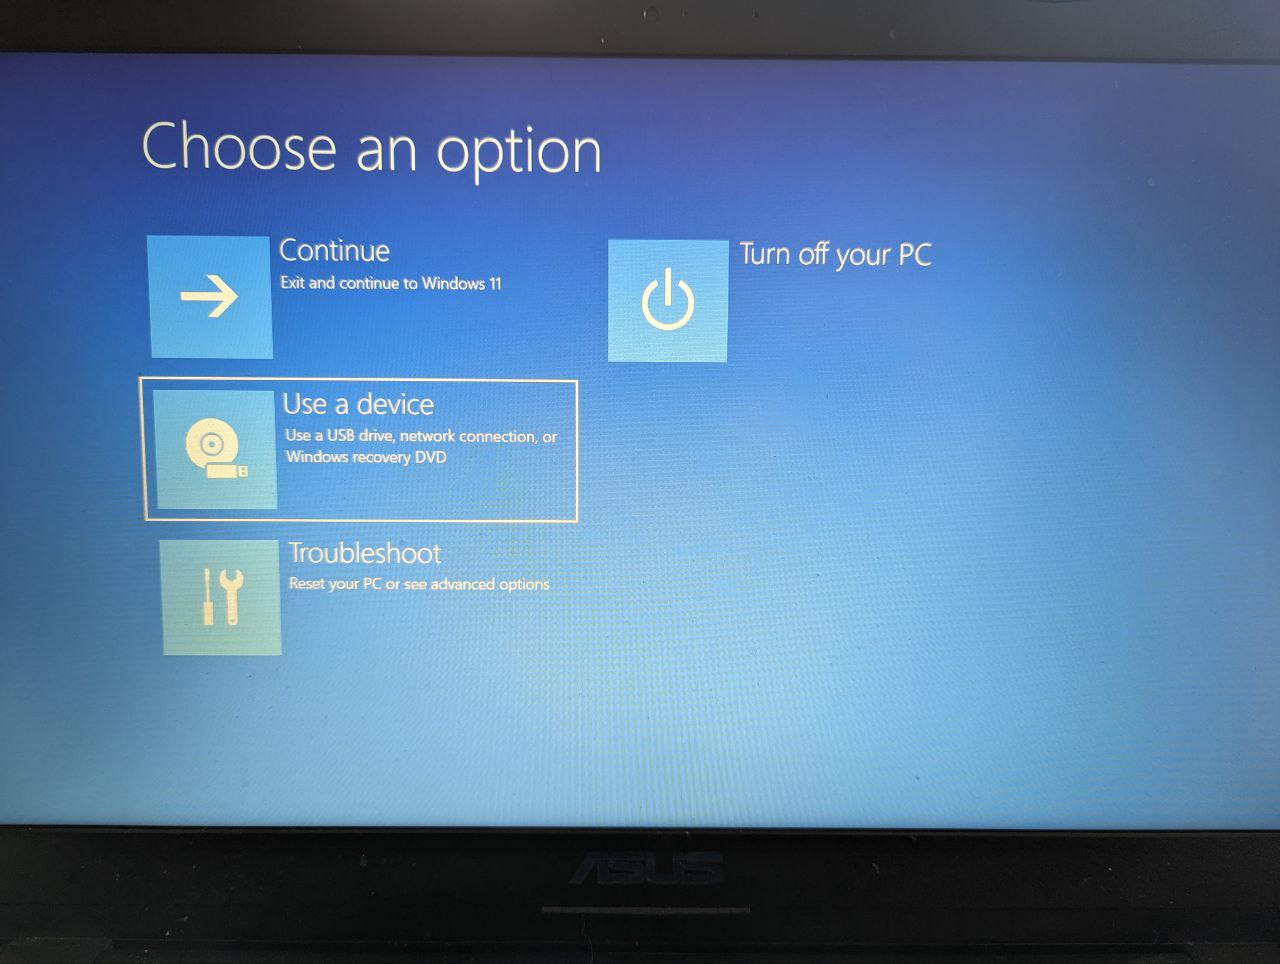 Choose an option
Continue
Exit and continue to Windows 11
Turn off your PC
Use a device
Use a USB drive, network connection, or
Windows recovery DVD
Troubleshoot
Reset your PC or see advanced options
ASUS